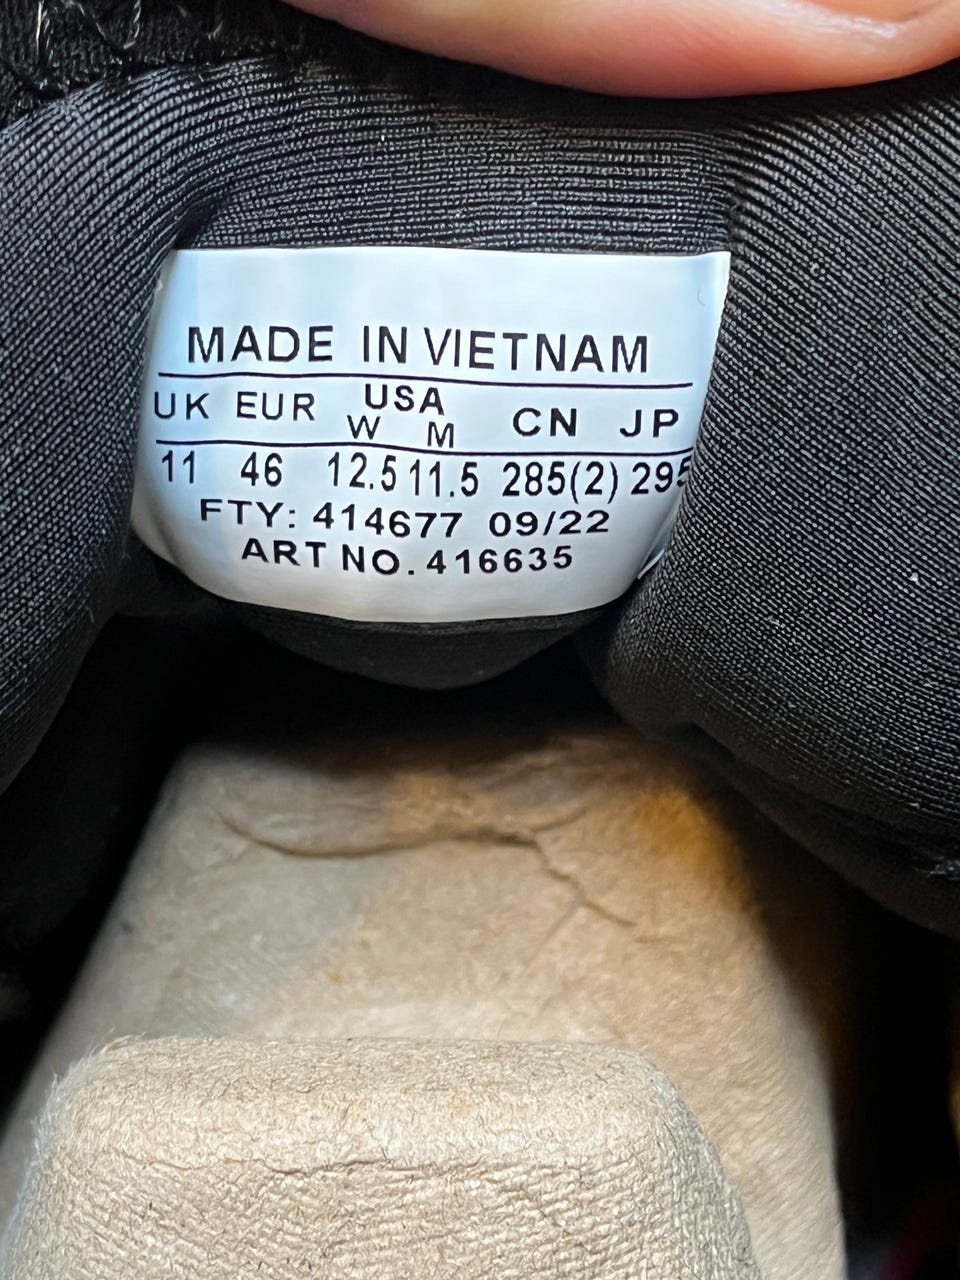 MADE IN VIETNAM
UK EUR USA CN JP
W M
11 46 12.5 11.5 285(2) 295
FTY: 414677 09/22
ART NO. 416635